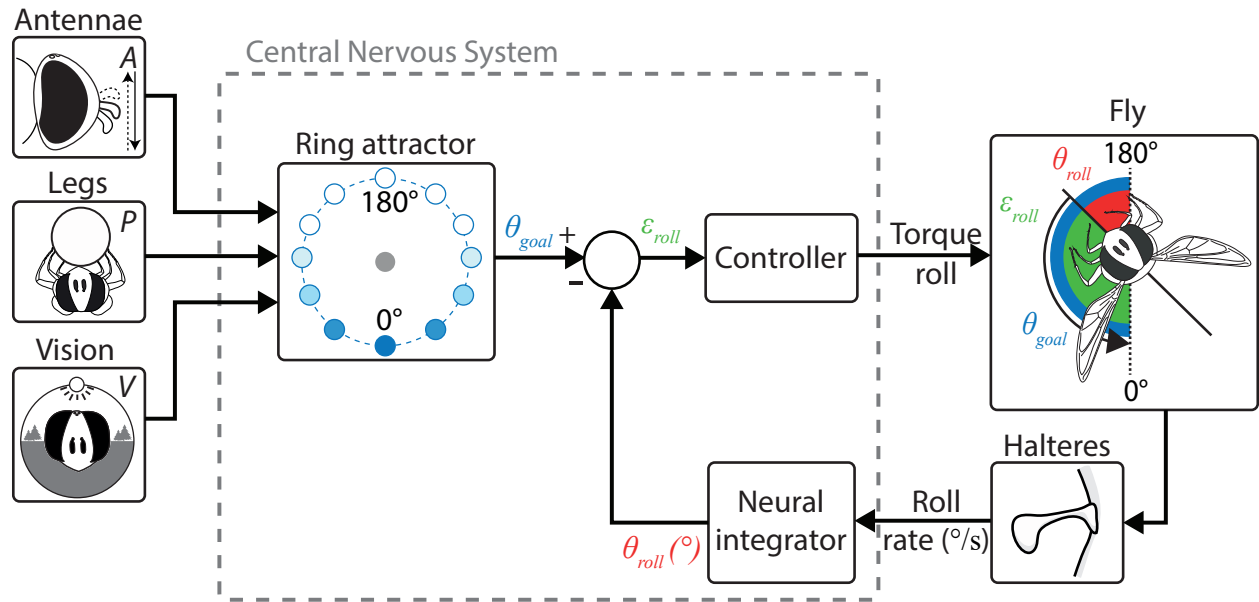 Antennae
A
Central Nervous System
Legs
P
Vision
V
Ring attractor
180°
0°
θgoal +
-
εroll
Controller
Torque
roll
Fly
θroll
180°
εroll
θgoal
0°
Halteres
Roll
rate (°/s)
Neural
integrator
θroll (°)